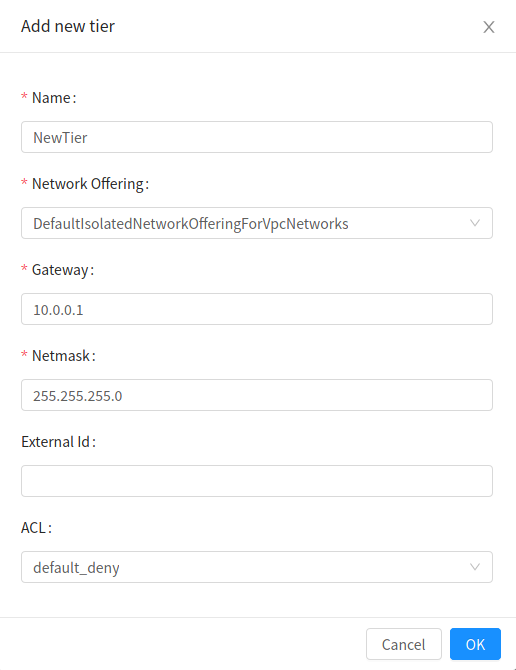 Add new tier
* Name:
NewTier
* Network Offering:
DefaultIsolatedNetworkOfferingForVpcNetworks
* Gateway:
10.0.0.1
* Netmask:
255.255.255.0
External Id:
ACL:
default_deny
Cancel OK